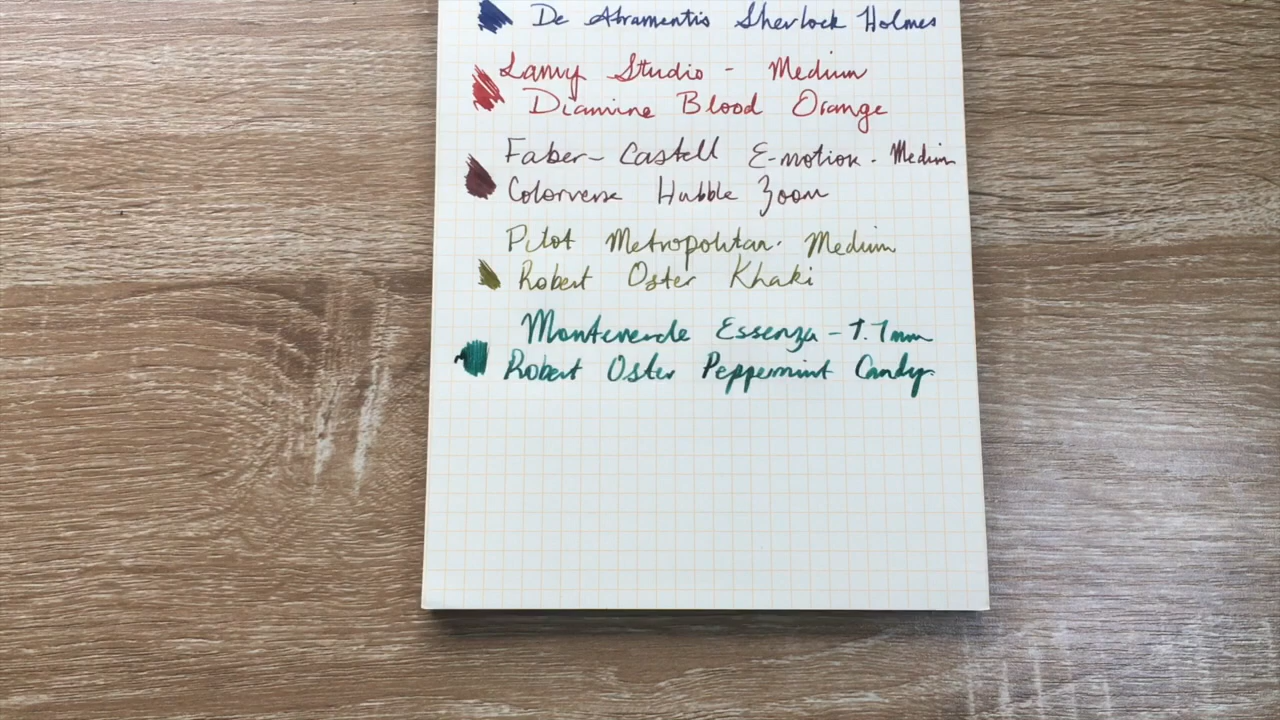 De Atramentis Sherlock Holmes
Lamy Studio - Medium
Diamine Blood Orange
Faber-Castell E-motion - Medium
Colorverse Hubble Zoom
Pilot Metropolitan - Medium
Robert Oster Khaki
Monteverde Essenza - 1.1mm
Robert Oster Peppermint Candy